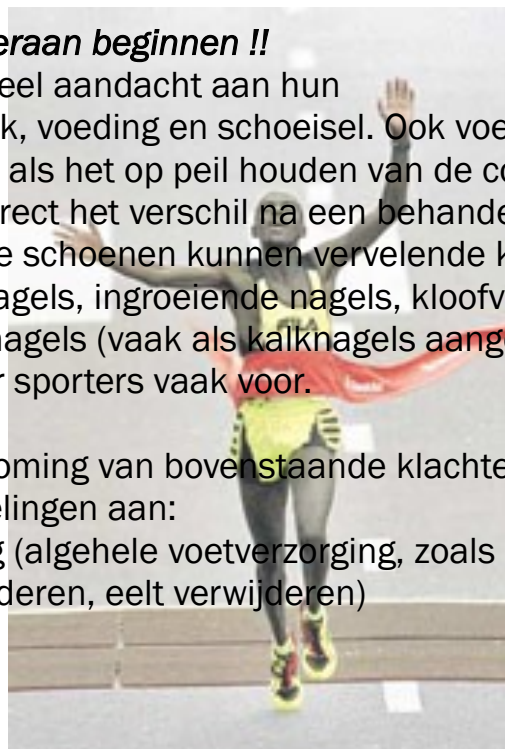 eraan beginnen !!
eel aandacht aan hun
k, voeding en schoeisel. Ook voe
als het op peil houden van de co
rect het verschil na een behande
e schoenen kunnen vervelende k
agels, ingroeiende nagels, kloofv
nagels (vaak als kalknagels aang
r sporters vaak voor.
FILA
oming van bovenstaande klachte
elingen aan:
g (algehele voetverzorging, zoals
deren, eelt verwijderen)